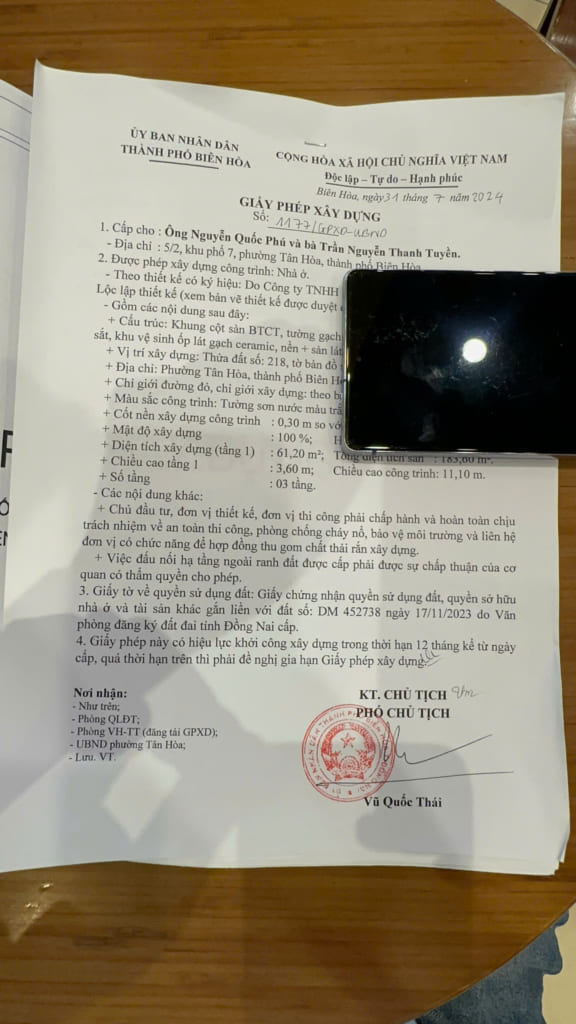 ỦY BAN NHÂN DÂN
THÀNH PHỐ BIÊN HÒA
CỘNG HÒA XÃ HỘI CHỦ NGHĨA VIỆT NAM
Độc lập – Tự do – Hạnh phúc
Biên Hòa, ngày 31 tháng 7 năm 2024
GIẤY PHÉP XÂY DỰNG
Số: 1177/GPXD-UBND
1. Cấp cho : Ông Nguyễn Quốc Phú và bà Trần Nguyễn Thanh Tuyền.
- Địa chỉ : 5/2, khu phố 7, phường Tân Hòa, thành phố Biên Hòa
2. Được phép xây dựng công trình: Nhà ở.
- Theo thiết kế có ký hiệu: Do Công ty TNHH
Lộc lập thiết kế (xem bản vẽ thiết kế được duyệt
- Gồm các nội dung sau đây:
+ Cấu trúc: Khung cột sàn BTCT, tường gạch
sắt, khu vệ sinh ốp lát gạch ceramic, nền + sàn lát
+ Vị trí xây dựng: Thửa đất số: 218, tờ bản đồ
+ Địa chỉ: Phường Tân Hòa, thành phố Biên
+ Chỉ giới đường đỏ, chỉ giới xây dựng: theo
+ Màu sắc công trình: Tường sơn nước màu
+ Cốt nền xây dựng công trình : 0,30 m so với
+ Mật độ xây dựng : 100 %;
+ Diện tích xây dựng (tầng 1) : 61,20 m²; Tổng diện tích sàn : 183,60 m².
+ Chiều cao tầng 1 : 3,60 m; Chiều cao công trình: 11,10 m.
+ Số tầng : 03 tầng.
- Các nội dung khác:
+ Chủ đầu tư, đơn vị thiết kế, đơn vị thi công phải chấp hành và hoàn toàn chịu
trách nhiệm về an toàn thi công, phòng chống cháy nổ, bảo vệ môi trường và liên hệ
đơn vị có chức năng để hợp đồng thu gom chất thải rắn xây dựng.
+ Việc đấu nối hạ tầng ngoài ranh đất được cấp phải được sự chấp thuận của cơ
quan có thẩm quyền cho phép.
3. Giấy tờ về quyền sử dụng đất: Giấy chứng nhận quyền sử dụng đất, quyền sở hữu
nhà ở và tài sản khác gắn liền với đất số: DM 452738 ngày 17/11/2023 do Văn
phòng đăng ký đất đai tỉnh Đồng Nai cấp.
4. Giấy phép này có hiệu lực khởi công xây dựng trong thời hạn 12 tháng kể từ ngày
cấp, quá thời hạn trên thì phải đề nghị gia hạn Giấy phép xây dựng.
Nơi nhận:
- Như trên;
- Phòng QLĐT;
- Phòng VH-TT (đăng tải GPXD);
- UBND phường Tân Hòa;
- Lưu. VT.
KT. CHỦ TỊCH
PHÓ CHỦ TỊCH
Vũ Quốc Thái